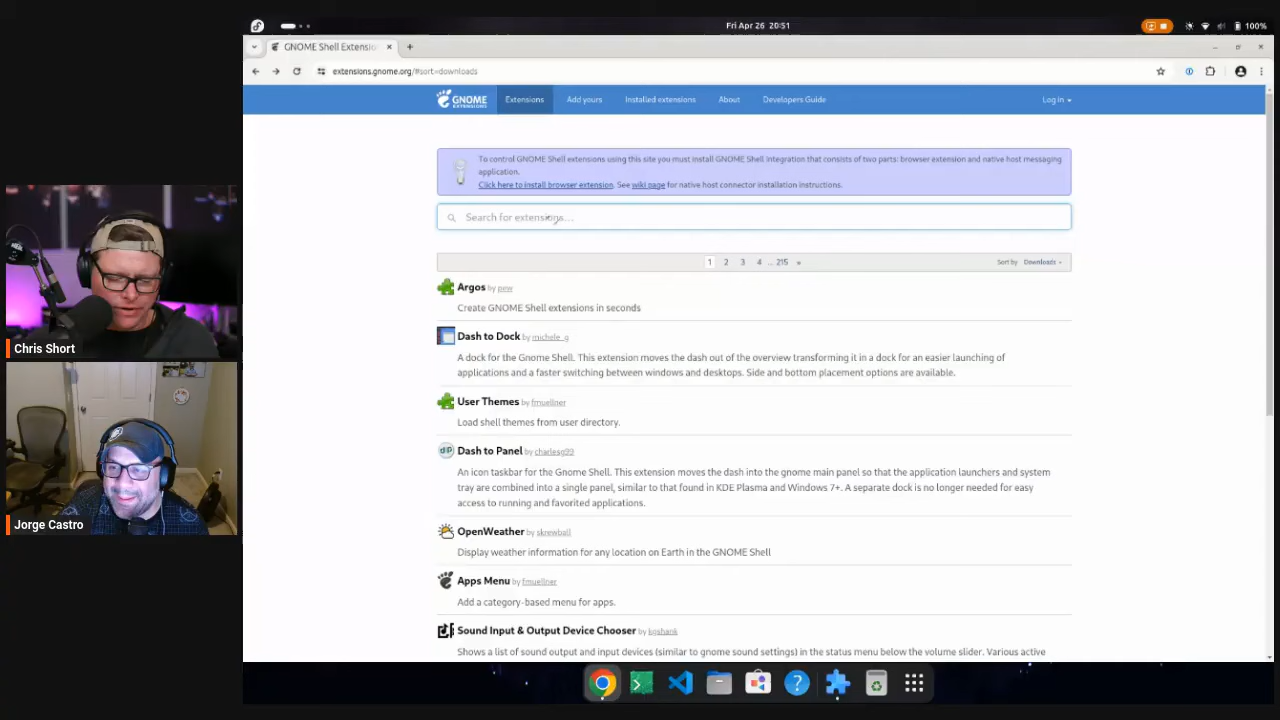 Fri Apr 26 20:51
100%
GNOME Shell Extensio
extensions.gnome.org/#sort=downloads
GNOME
EXTENSIONS
Extensions
Add yours
Installed extensions
About
Developers Guide
Log in
To control GNOME Shell extensions using this site you must install GNOME Shell integration that consists of two parts: browser extension and native host messaging
application.
Click here to install browser extension. See wiki page for native host connector installation instructions.
Search for extensions…
1 2 3 4 ... 215 »
Sort by Downloads
Argos by pew
Create GNOME Shell extensions in seconds
Dash to Dock by michele_g
A dock for the Gnome Shell. This extension moves the dash out of the overview transforming it in a dock for an easier launching of
applications and a faster switching between windows and desktops. Side and bottom placement options are available.
User Themes by fmuellner
Load shell themes from user directory.
Dash to Panel by charlesg99
An icon taskbar for the Gnome Shell. This extension moves the dash into the gnome main panel so that the application launchers and system
tray are combined into a single panel, similar to that found in KDE Plasma and Windows 7+. A separate dock is no longer needed for easy
access to running and favorited applications.
OpenWeather by skrewball
Display weather information for any location on Earth in the GNOME Shell
Apps Menu by fmuellner
Add a category-based menu for apps.
Sound Input & Output Device Chooser by kgshank
Shows a list of sound output and input devices (similar to gnome sound settings) in the status menu below the volume slider. Various active
Chris Short
Jorge Castro